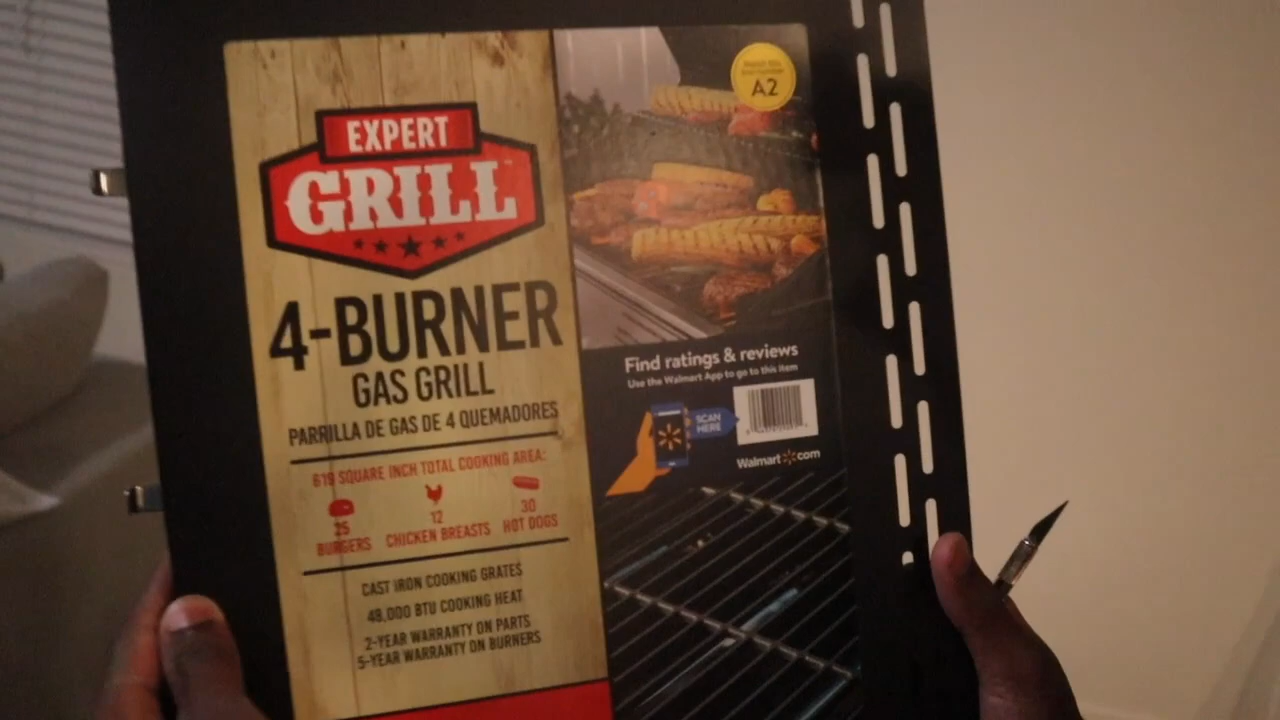 EXPERT
GRILL
4-BURNER
GAS GRILL
PARRILLA DE GAS DE 4 QUEMADORES
619 SQUARE INCH TOTAL COOKING AREA:
25
BURGERS
12
CHICKEN BREASTS
30
HOT DOGS
CAST IRON COOKING GRATES
48,000 BTU COOKING HEAT
2-YEAR WARRANTY ON PARTS
5-YEAR WARRANTY ON BURNERS
A2
Find ratings & reviews
Use the Walmart App to go to this item
SCAN
HERE
Walmart.com